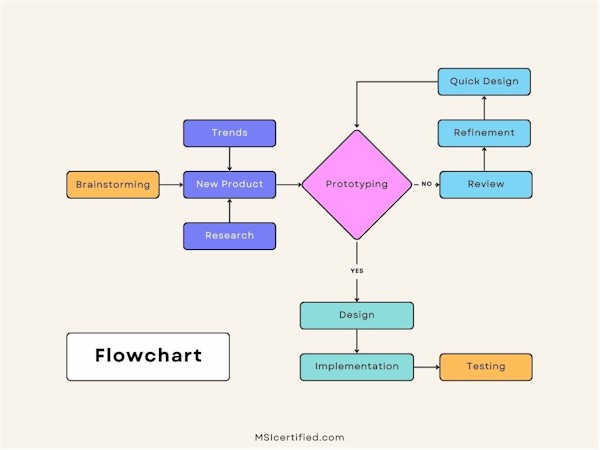 Quick Design
Trends
Refinement
Brainstorming
New Product
Prototyping
NO
Review
Research
YES
Design
Flowchart
Implementation
Testing
MSIcertified.com